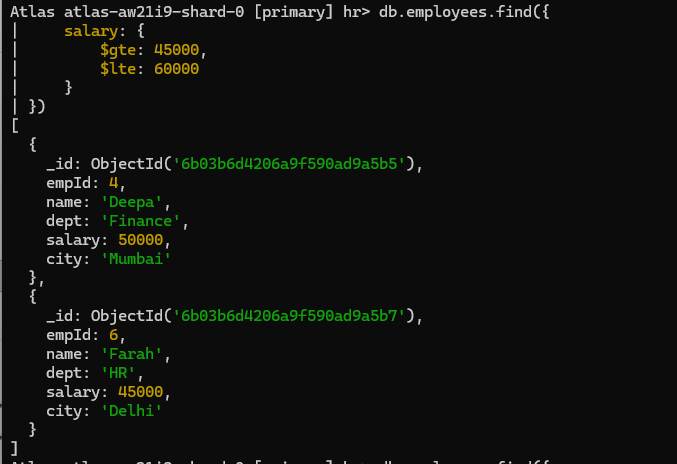 Atlas atlas-aw21i9-shard-0 [primary] hr> db.employees.find({
|     salary: {
|         $gte: 45000,
|         $lte: 60000
|     }
| })
[
  {
    _id: ObjectId('6b03b6d4206a9f590ad9a5b5'),
    empId: 4,
    name: 'Deepa',
    dept: 'Finance',
    salary: 50000,
    city: 'Mumbai'
  },
  {
    _id: ObjectId('6b03b6d4206a9f590ad9a5b7'),
    empId: 6,
    name: 'Farah',
    dept: 'HR',
    salary: 45000,
    city: 'Delhi'
  }
]